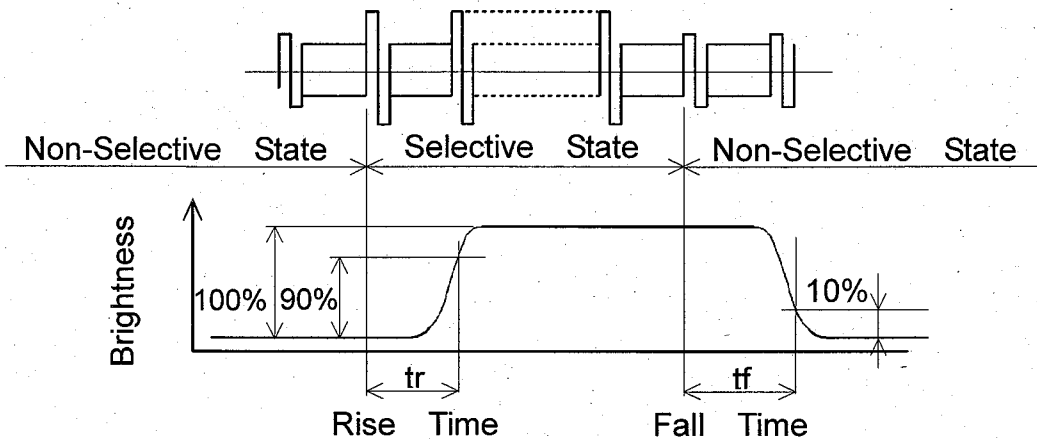 Non-Selective State Selective State Non-Selective State
Brightness
100% 90% 10%
tr tf
Rise Time Fall Time